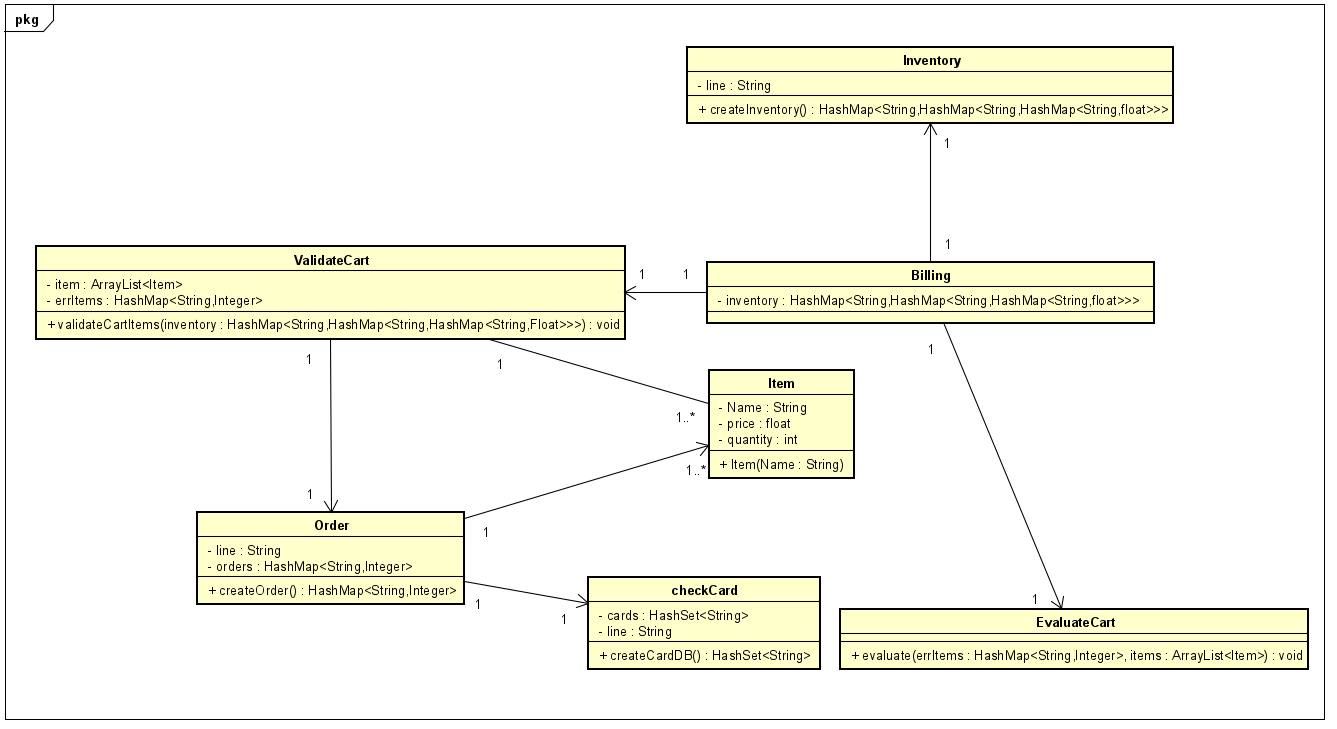 pkg
Inventory
- line : String
+ createInventory() : HashMap<String,HashMap<String,HashMap<String,float>>>
1
1
ValidateCart
- item : ArrayList<Item>
- errItems : HashMap<String,Integer>
+ validateCartItems(inventory : HashMap<String,HashMap<String,HashMap<String,Float>>>) : void
1
1
Billing
- inventory : HashMap<String,HashMap<String,HashMap<String,float>>>
1
1
1
Item
- Name : String
- price : float
- quantity : int
+ Item(Name : String)
1..*
1..*
1
1
Order
- line : String
- orders : HashMap<String,Integer>
+ createOrder() : HashMap<String,Integer>
1
1
checkCard
- cards : HashSet<String>
- line : String
+ createCardDB() : HashSet<String>
1
EvaluateCart
+ evaluate(errItems : HashMap<String,Integer>, items : ArrayList<Item>) : void